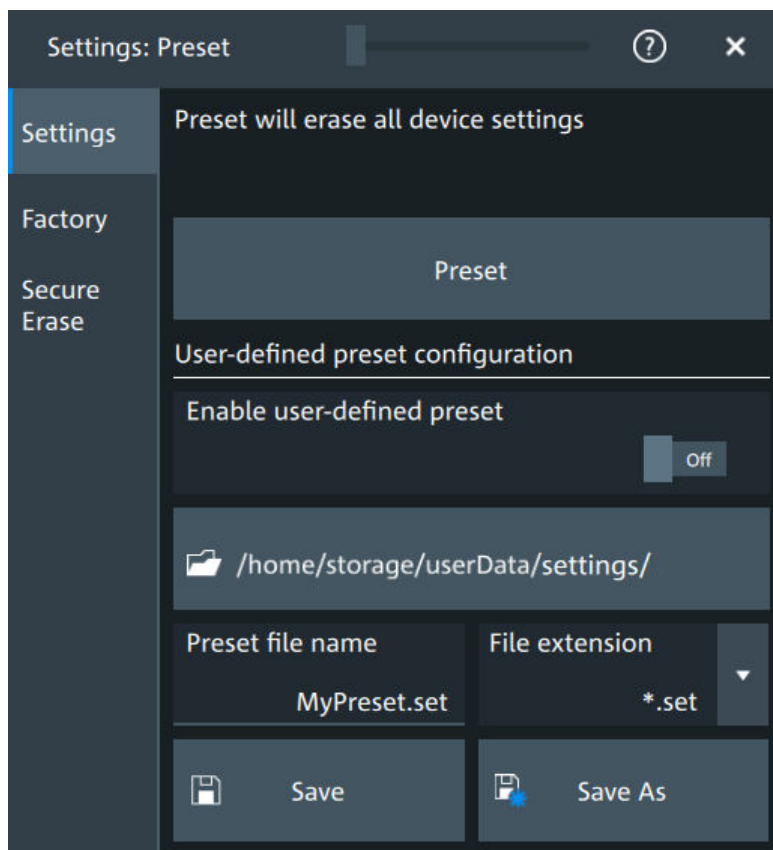 Settings: Preset
Settings
Factory
Secure
Erase
Preset will erase all device settings
Preset
User-defined preset configuration
Enable user-defined preset
Off
/home/storage/userData/settings/
Preset file name
MyPreset.set
File extension
*.set
Save
Save As